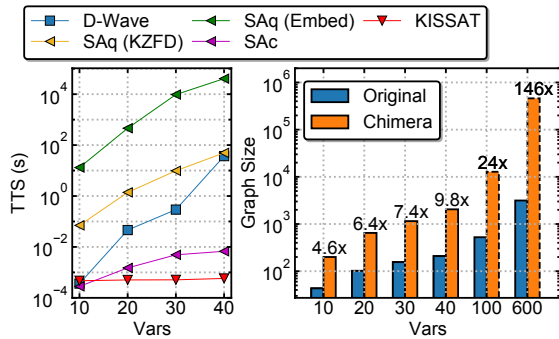 D-Wave
SAq (Embed)
KISSAT
SAq (KZFD)
SAc
TTS (s)
10^4
10^2
10^0
10^−2
10^−4
10 20 30 40
Vars
Graph Size
10^6
10^5
10^4
10^3
10^2
Original
Chimera
4.6x
6.4x
7.4x
9.8x
24x
146x
10 20 30 40 100 600
Vars